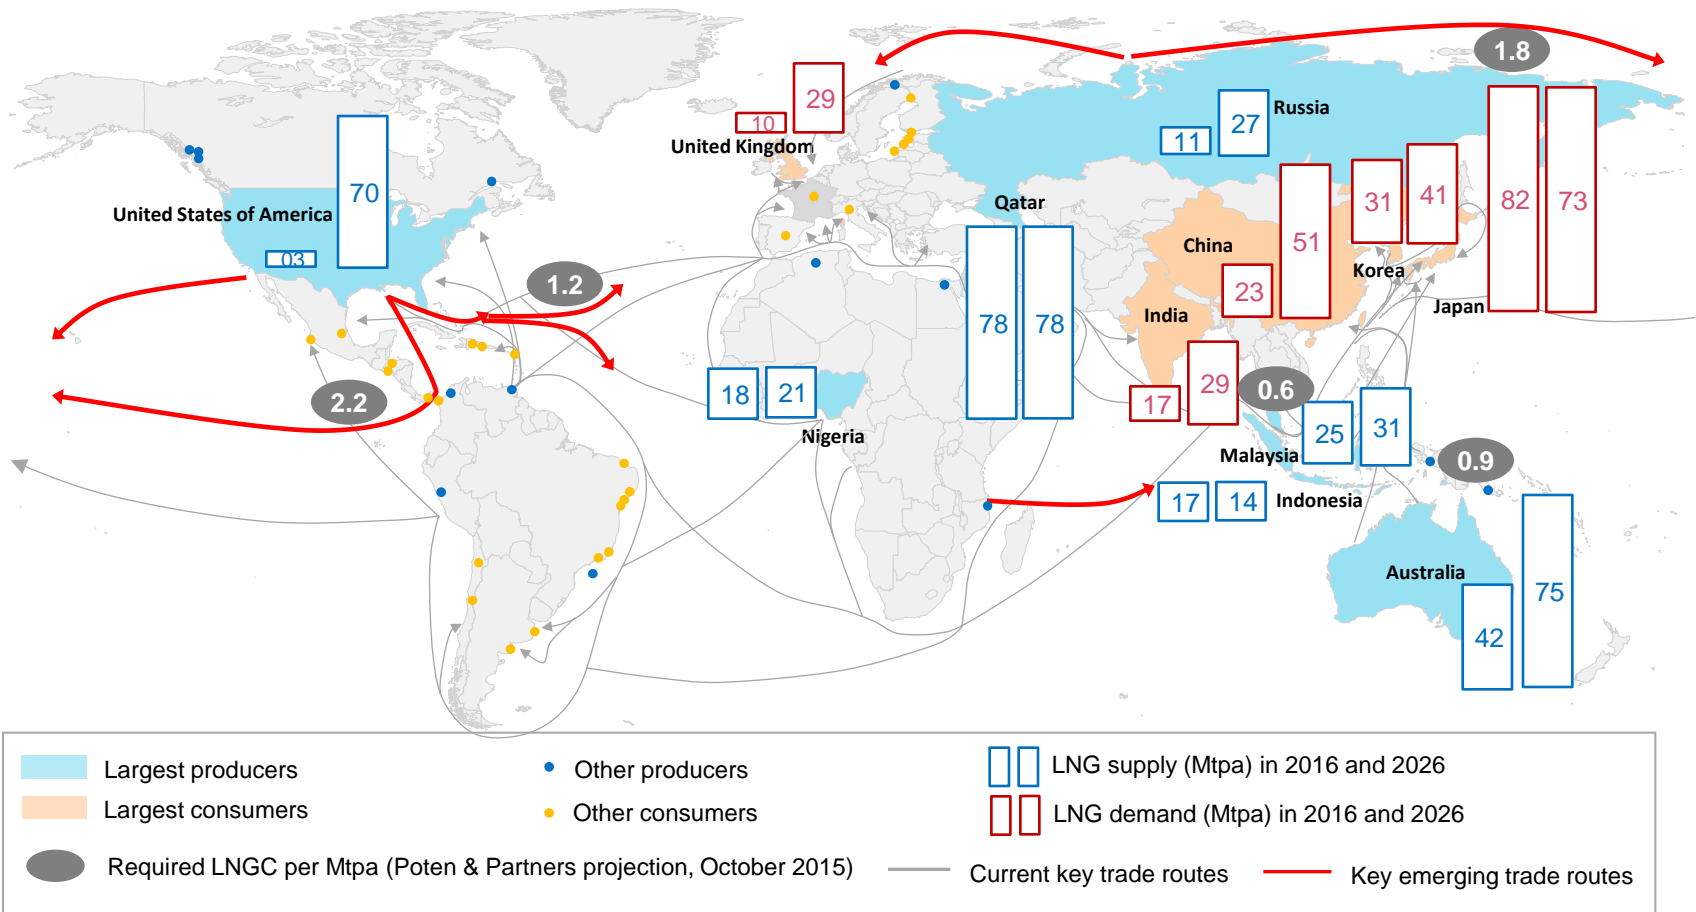 1.8
29
10
United Kingdom
Russia
27
11
70
United States of America
03
Qatar
31
41
82
73
China
51
Korea
23
India
Japan
1.2
78
78
2.2
18
21
Nigeria
17
29
0.6
25
31
Malaysia
0.9
17
14
Indonesia
Australia
42
75
Largest producers
Other producers
LNG supply (Mtpa) in 2016 and 2026
Largest consumers
Other consumers
LNG demand (Mtpa) in 2016 and 2026
Required LNGC per Mtpa (Poten & Partners projection, October 2015)
Current key trade routes
Key emerging trade routes